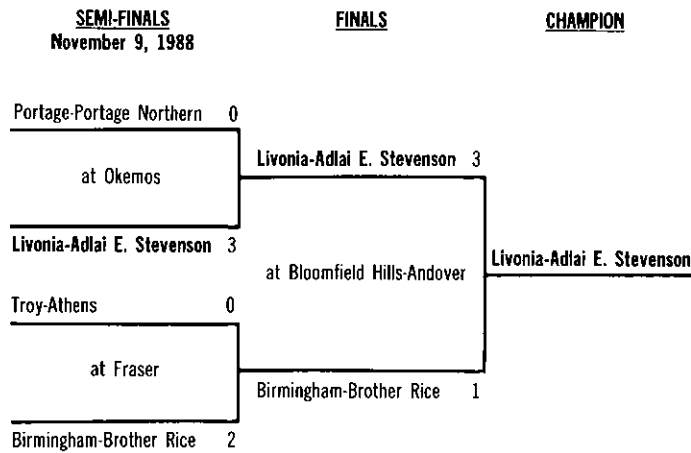 SEMI-FINALS FINALS CHAMPION
November 9, 1988
Portage-Portage Northern 0
at Okemos
Livonia-Adlai E. Stevenson 3
Livonia-Adlai E. Stevenson 3
at Bloomfield Hills-Andover
Livonia-Adlai E. Stevenson
Troy-Athens 0
at Fraser
Birmingham-Brother Rice 1
Birmingham-Brother Rice 2